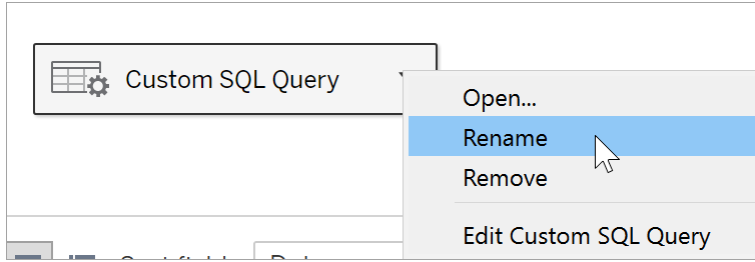 Custom SQL Query
Open...
Rename
Remove
Edit Custom SQL Query